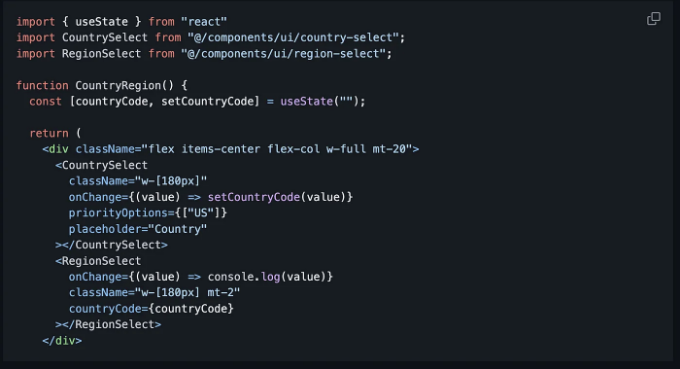 import { useState } from "react"
import CountrySelect from "@/components/ui/country-select";
import RegionSelect from "@/components/ui/region-select";

function CountryRegion() {
  const [countryCode, setCountryCode] = useState("");

  return (
    <div className="flex items-center flex-col w-full mt-20">
      <CountrySelect
        className="w-[180px]"
        onChange={(value) => setCountryCode(value)}
        priorityOptions={["US"]}
        placeholder="Country"
      ></CountrySelect>
      <RegionSelect
        onChange={(value) => console.log(value)}
        className="w-[180px] mt-2"
        countryCode={countryCode}
      ></RegionSelect>
    </div>